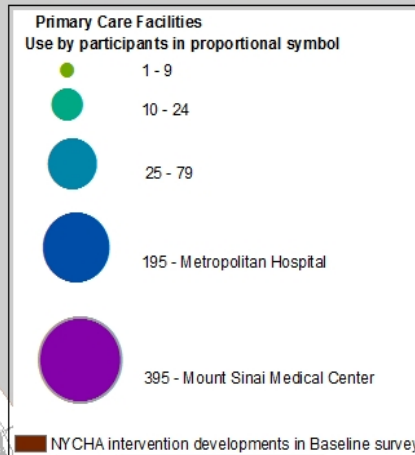 Primary Care Facilities
Use by participants in proportional symbol
1 - 9
10 - 24
25 - 79
195 - Metropolitan Hospital
395 - Mount Sinai Medical Center
NYCHA intervention developments in Baseline survey